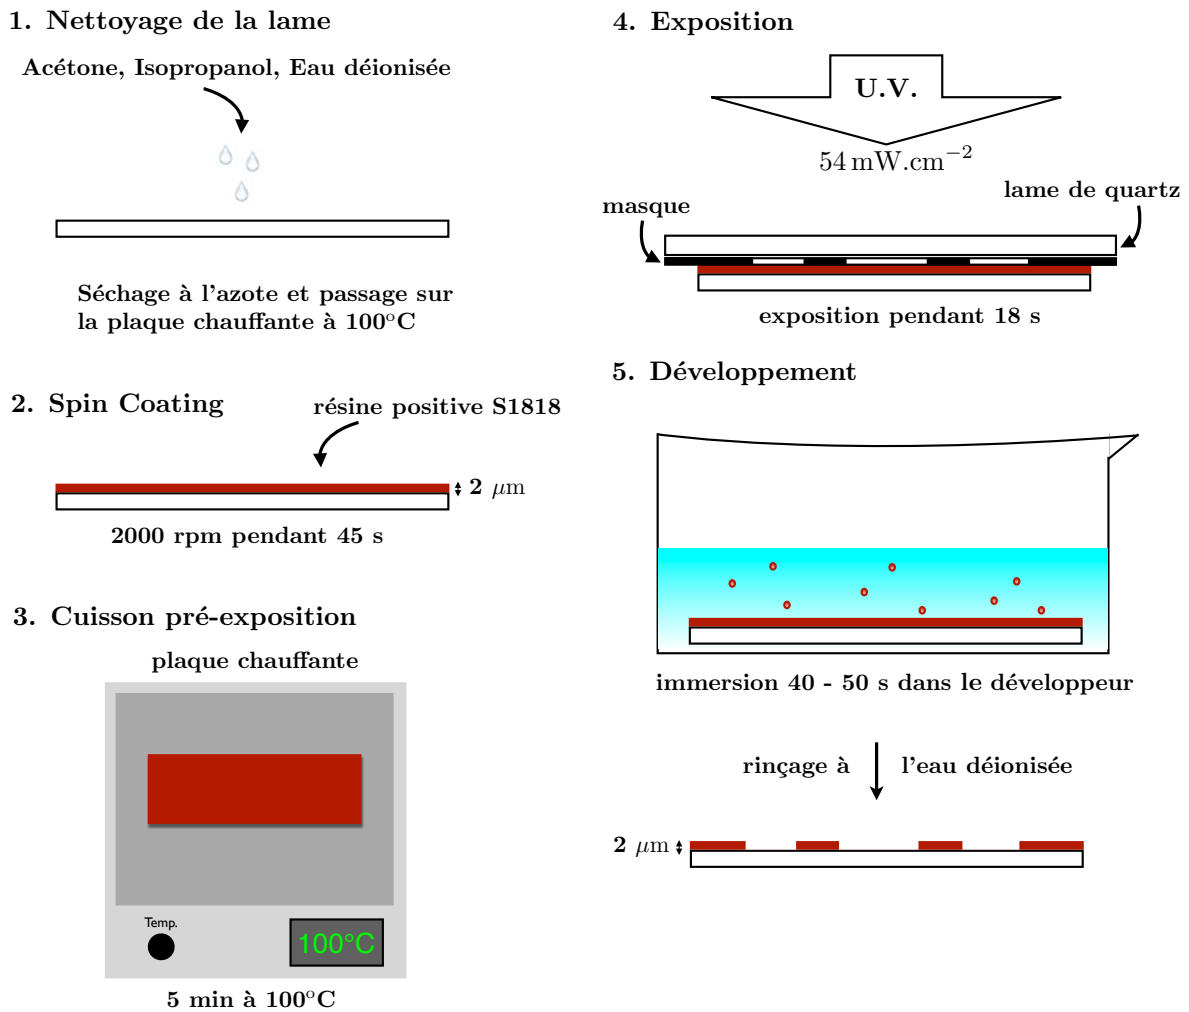 1. Nettoyage de la lame
Acétone, Isopropanol, Eau déionisée
Séchage à l'azote et passage sur
la plaque chauffante à 100°C
2. Spin Coating
résine positive S1818
2 μm
2000 rpm pendant 45 s
3. Cuisson pré-exposition
plaque chauffante
Temp.
100°C
5 min à 100°C
4. Exposition
U.V.
54 mW.cm⁻²
lame de quartz
masque
exposition pendant 18 s
5. Développement
immersion 40 - 50 s dans le développeur
rinçage à l'eau déionisée
2 μm